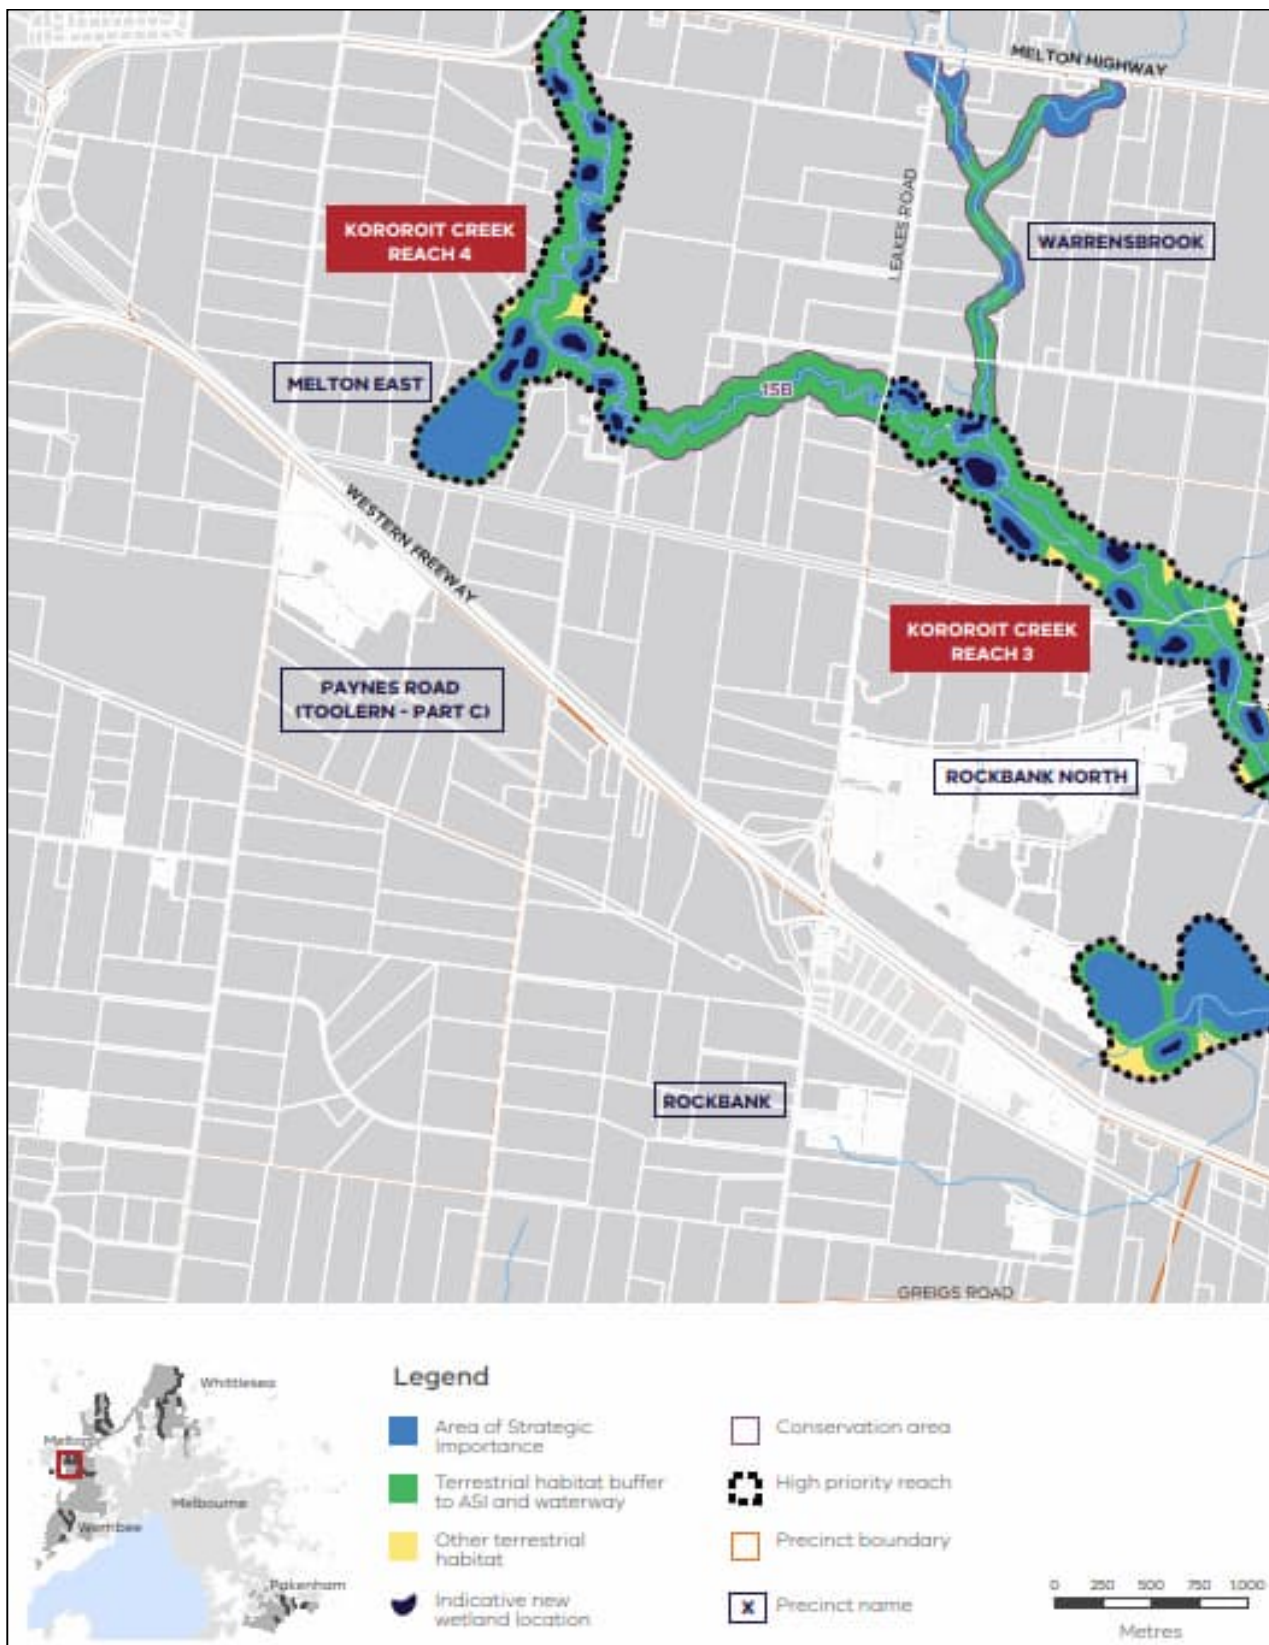 MELTON HIGHWAY
LEAKES ROAD
KOROROIT CREEK
REACH 4
WARRENSBROOK
MELTON EAST
15B
WESTERN FREEWAY
KOROROIT CREEK
REACH 3
PAYNES ROAD
(TOOLERN - PART C)
ROCKBANK NORTH
ROCKBANK
GREIGS ROAD
Whittlesea
Melton
Melbourne
Werribee
Pakenham
Legend
Area of Strategic
Importance
Terrestrial habitat buffer
to ASI and waterway
Other terrestrial
habitat
Indicative new
wetland location
Conservation area
High priority reach
Precinct boundary
X Precinct name
0 250 500 750 1,000
Metres